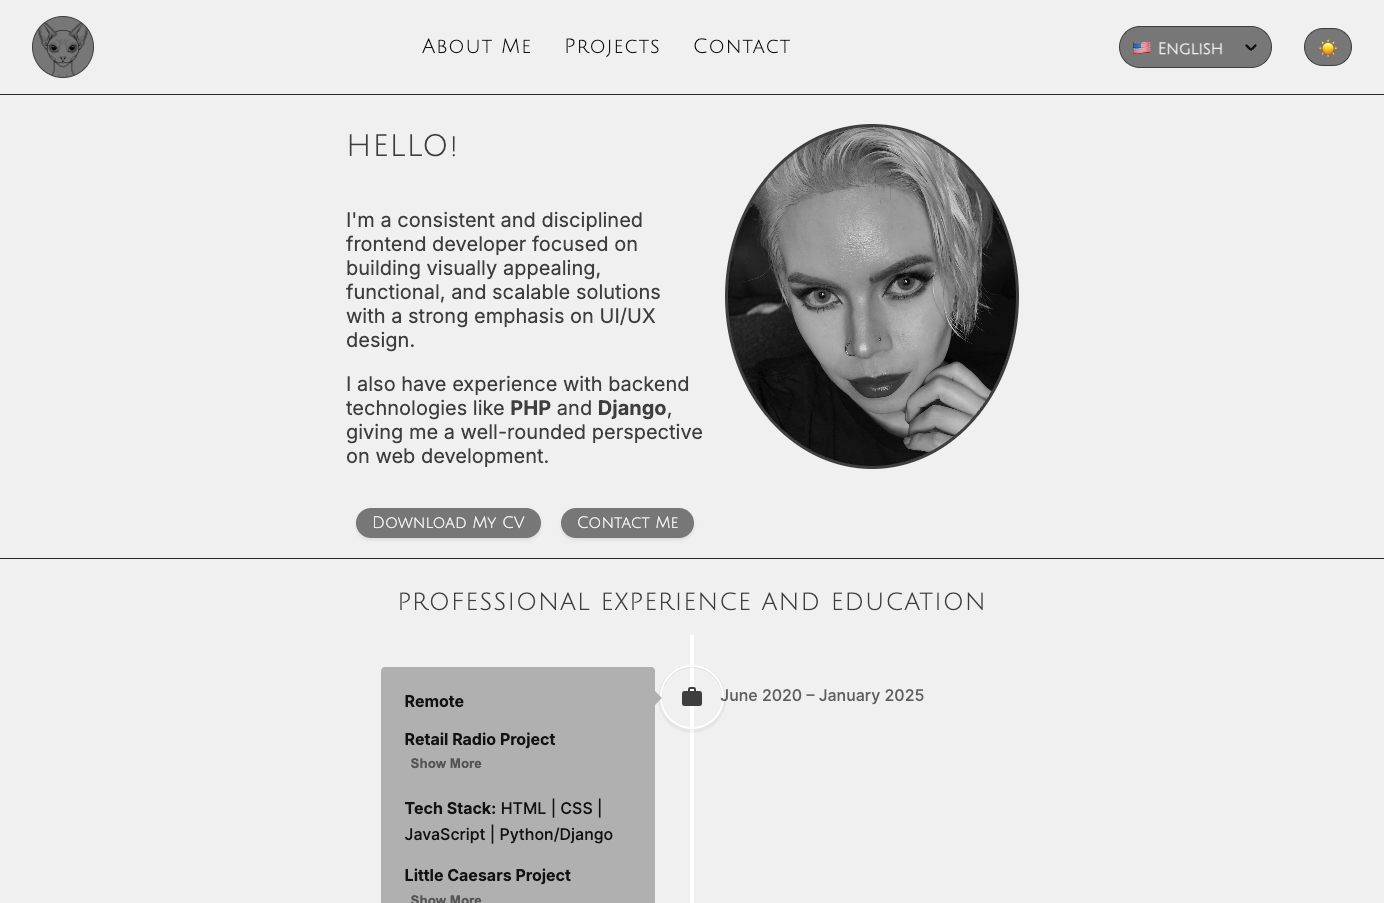 About Me
Projects
Contact
English
HELLO!
I'm a consistent and disciplined
frontend developer focused on
building visually appealing,
functional, and scalable solutions
with a strong emphasis on UI/UX
design.
I also have experience with backend
technologies like PHP and Django,
giving me a well-rounded perspective
on web development.
Download My CV
Contact Me
PROFESSIONAL EXPERIENCE AND EDUCATION
Remote
June 2020 – January 2025
Retail Radio Project
Show More
Tech Stack: HTML | CSS |
JavaScript | Python/Django
Little Caesars Project
Show More